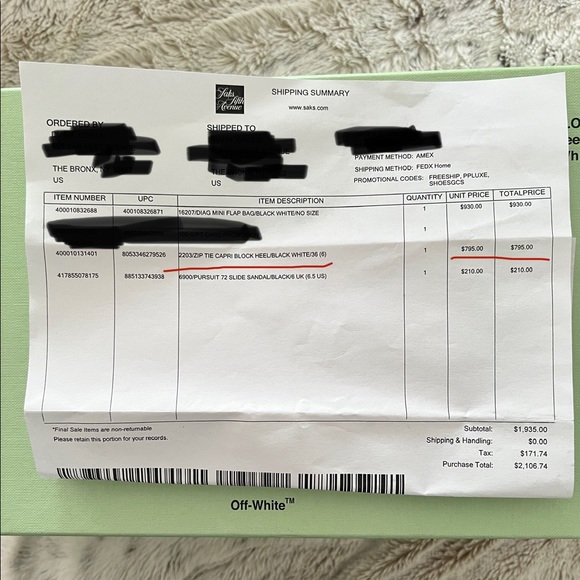 Saks
Fifth
Avenue
SHIPPING SUMMARY
www.saks.com
ORDERED BY
SHIPPED TO
THE BRONX,
US
US
PAYMENT METHOD: AMEX
SHIPPING METHOD: FEDX Home
PROMOTIONAL CODES: FREESHIP, PPLUXE,
SHOESGCS
ITEM NUMBER UPC ITEM DESCRIPTION QUANTITY UNIT PRICE TOTALPRICE
400010832688 400108326871 16207/DIAG MINI FLAP BAG/BLACK WHITE/NO SIZE 1 $930.00 $930.00
1
400010131401 8053346279526 2203/ZIP TIE CAPRI BLOCK HEEL/BLACK WHITE/36 (6) 1 $795.00 $795.00
417855078175 885133743938 6900/PURSUIT 72 SLIDE SANDAL/BLACK/6 UK (6.5 US) 1 $210.00 $210.00
*Final Sale items are non-returnable
Please retain this portion for your records.
Subtotal: $1,935.00
Shipping & Handling: $0.00
Tax: $171.74
Purchase Total: $2,106.74
Off-White™